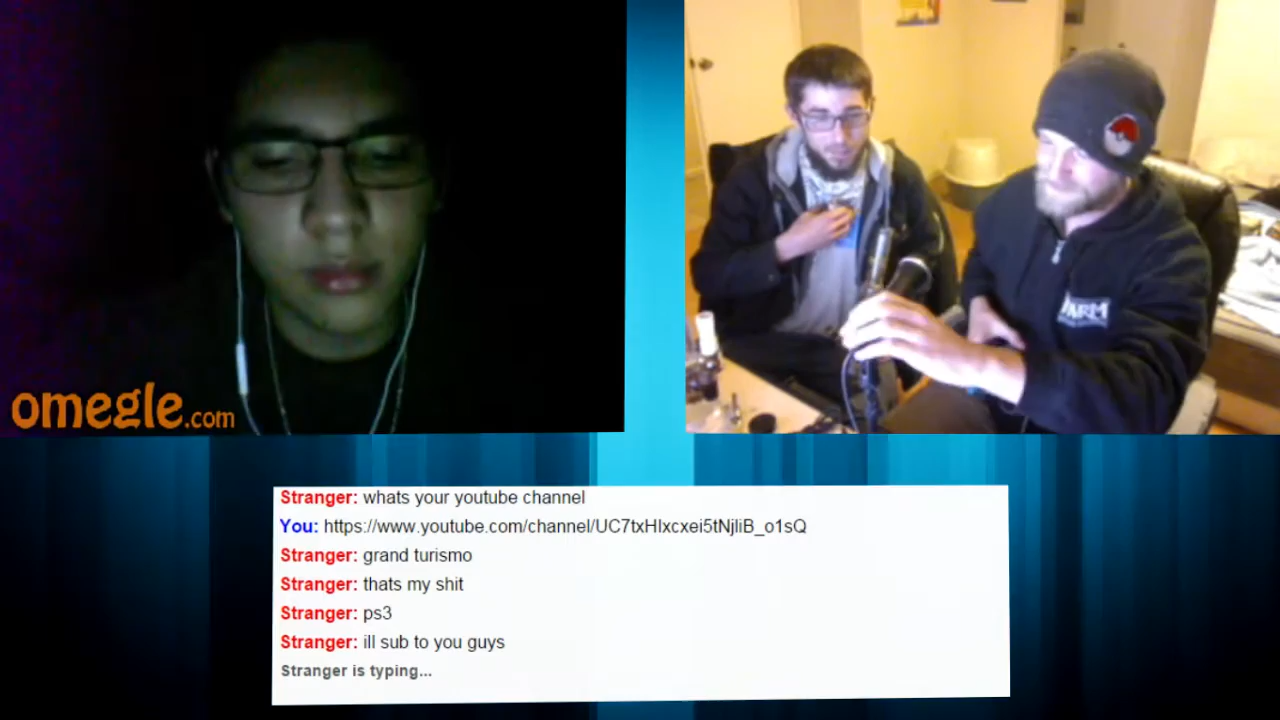 omegle.com
Stranger: whats your youtube channel
You: https://www.youtube.com/channel/UC7txHIxcxei5tNjliB_o1sQ
Stranger: grand turismo
Stranger: thats my shit
Stranger: ps3
Stranger: ill sub to you guys
Stranger is typing...